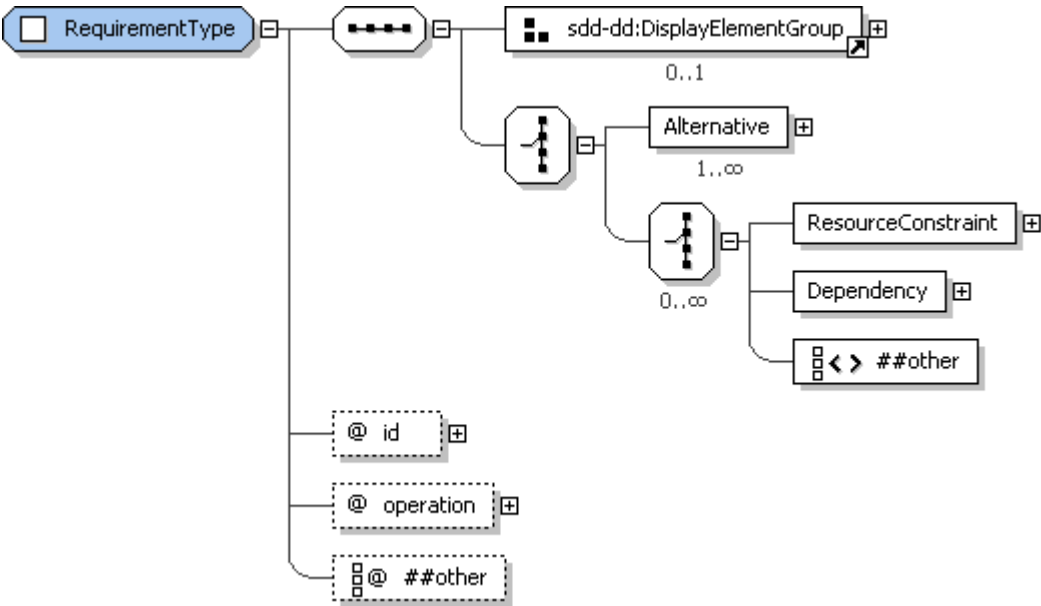 RequirementType
sdd-dd:DisplayElementGroup
0..1
Alternative
1..∞
ResourceConstraint
0..∞
Dependency
##other
@ id
@ operation
@ ##other